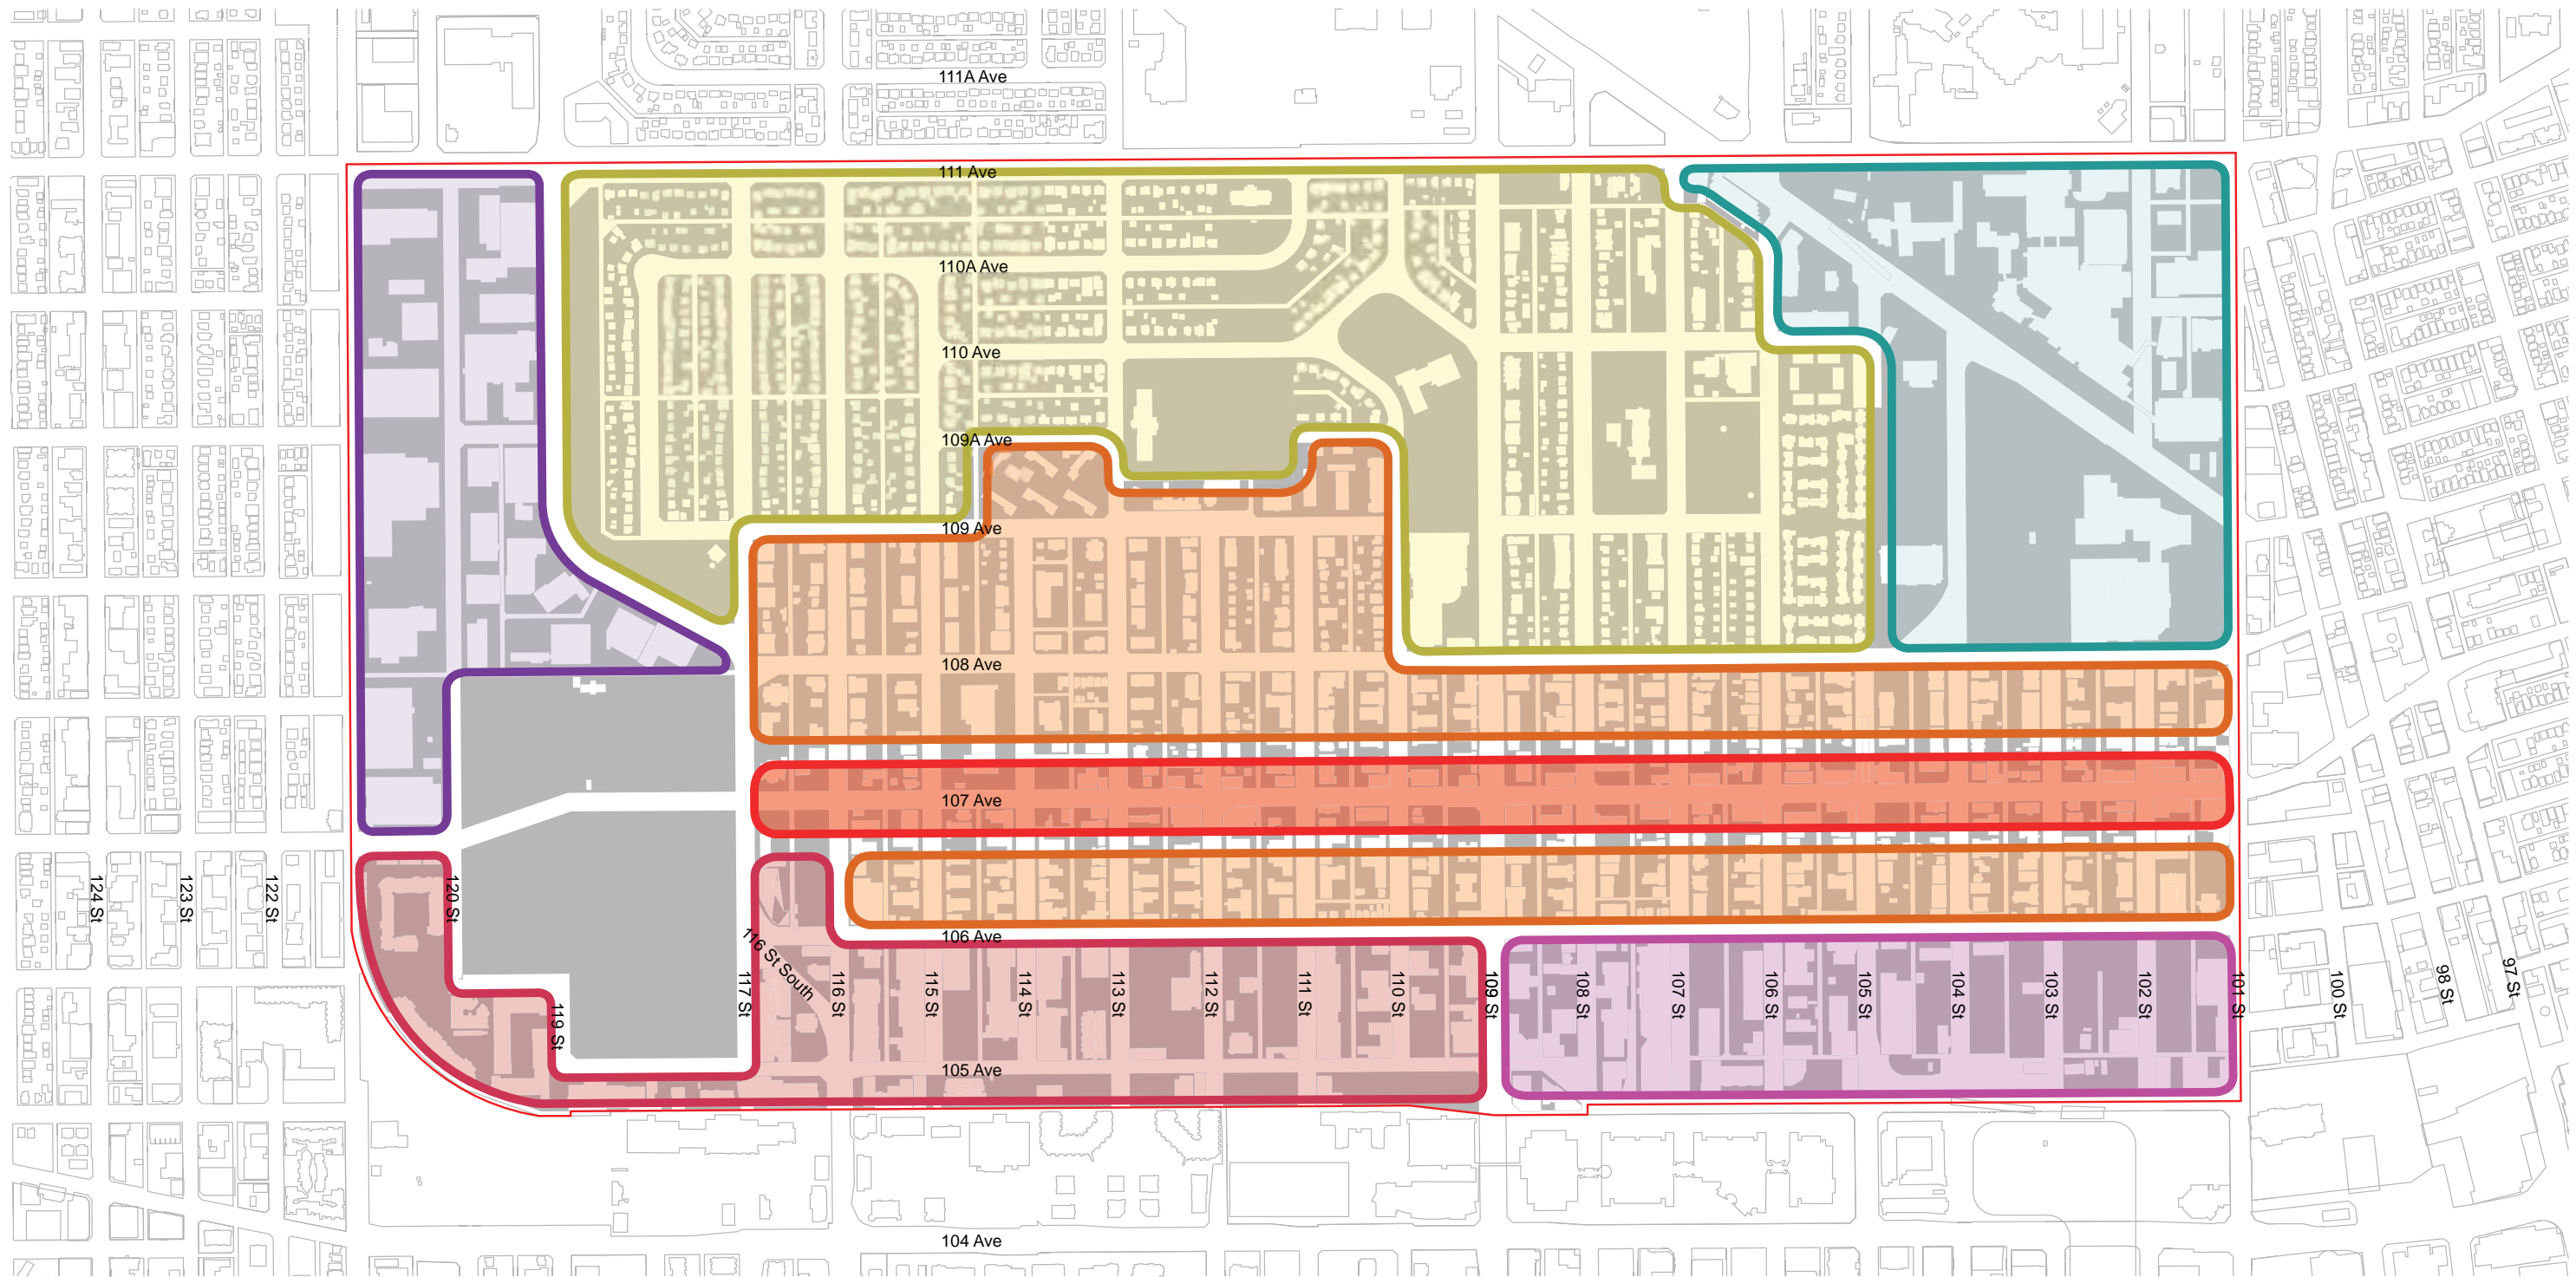 111A Ave
111 Ave
110A Ave
110 Ave
109A Ave
109 Ave
108 Ave
107 Ave
124 St
123 St
122 St
120 St
106 Ave
116 St South
119 St
117 St
116 St
115 St
114 St
113 St
112 St
111 St
110 St
109 St
108 St
107 St
106 St
105 St
104 St
103 St
102 St
101 St
100 St
98 St
97 St
105 Ave
104 Ave